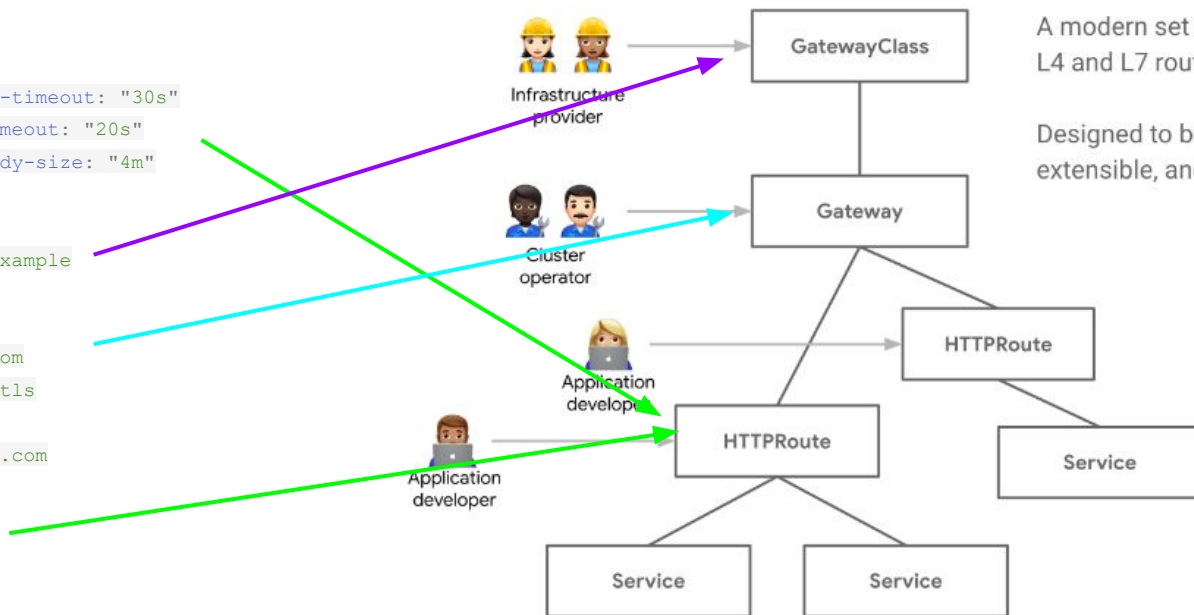 -timeout: "30s"
meout: "20s"
dy-size: "4m"
xample
om
tls
.com
Infrastructure
provider
GatewayClass
Cluster
operator
Gateway
Application
developer
HTTPRoute
Application
developer
HTTPRoute
Service
Service
Service
A modern set
L4 and L7 rou
Designed to b
extensible, an